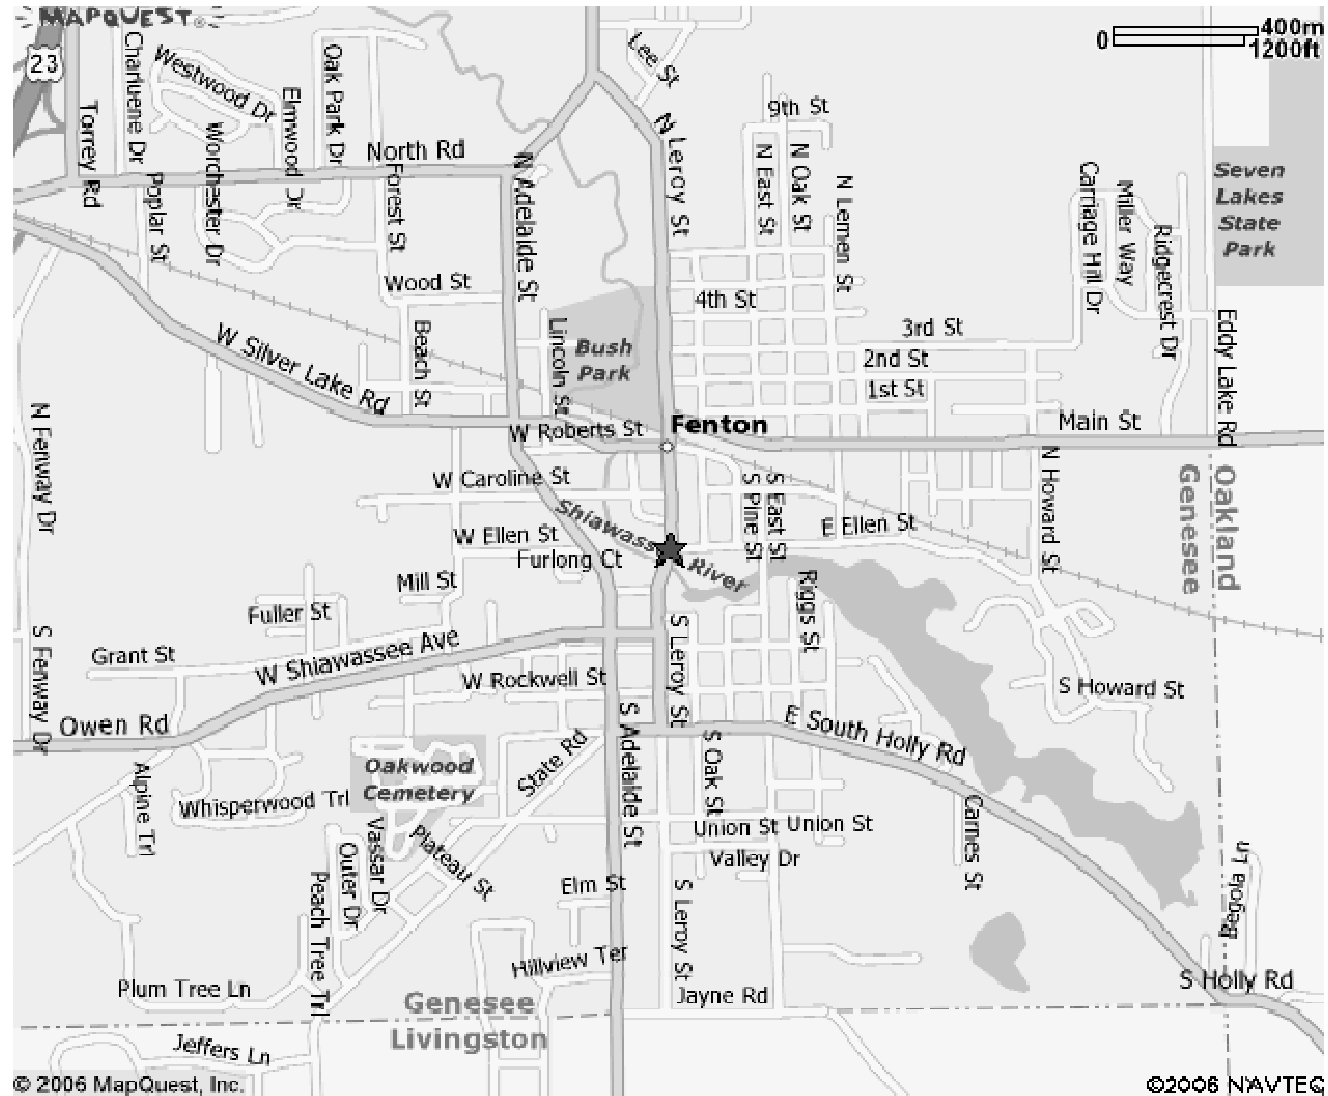 MAPQUEST
0
400m
1200ft
23
Lee St
Charluene Dr
Westwood Dr
Oak Park Dr
Elmwood Dr
9th St
Torrey Rd
Worchester Dr
North Rd
N Leroy St
N East St
N Oak St
N Adelaide St
Forest St
Poplar St
N Lemen St
Carriage Hill Dr
Miller Way
Ridgecrest Dr
Seven
Lakes
State
Park
Wood St
4th St
3rd St
2nd St
1st St
Eddy Lake Rd
W Silver Lake Rd
Beach St
Lincoln St
Bush
Park
N Fenway Dr
W Roberts St
Fenton
Main St
W Caroline St
S Pine St
S East St
N Howard St
Genesee
Oakland
Shiawassee River
W Ellen St
E Ellen St
Furlong Ct
Mill St
Riggs St
Fuller St
S Leroy St
Grant St
W Shiawassee Ave
S Fenway Dr
W Rockwell St
S Howard St
Owen Rd
E South Holly Rd
S Adelaide St
State Rd
S Oak St
Oakwood
Cemetery
Alpine Trl
Whisperwood Trl
Union St
Union St
Carnes St
Vassar Dr
Plateau St
Outer Dr
Valley Dr
Peach Tree Trl
Elm St
S Leroy St
Hillview Ter
Plum Tree Ln
Jayne Rd
S Holly Rd
Genesee
Livingston
Jeffers Ln
© 2006 MapQuest, Inc.
©2006 NAVTEQ